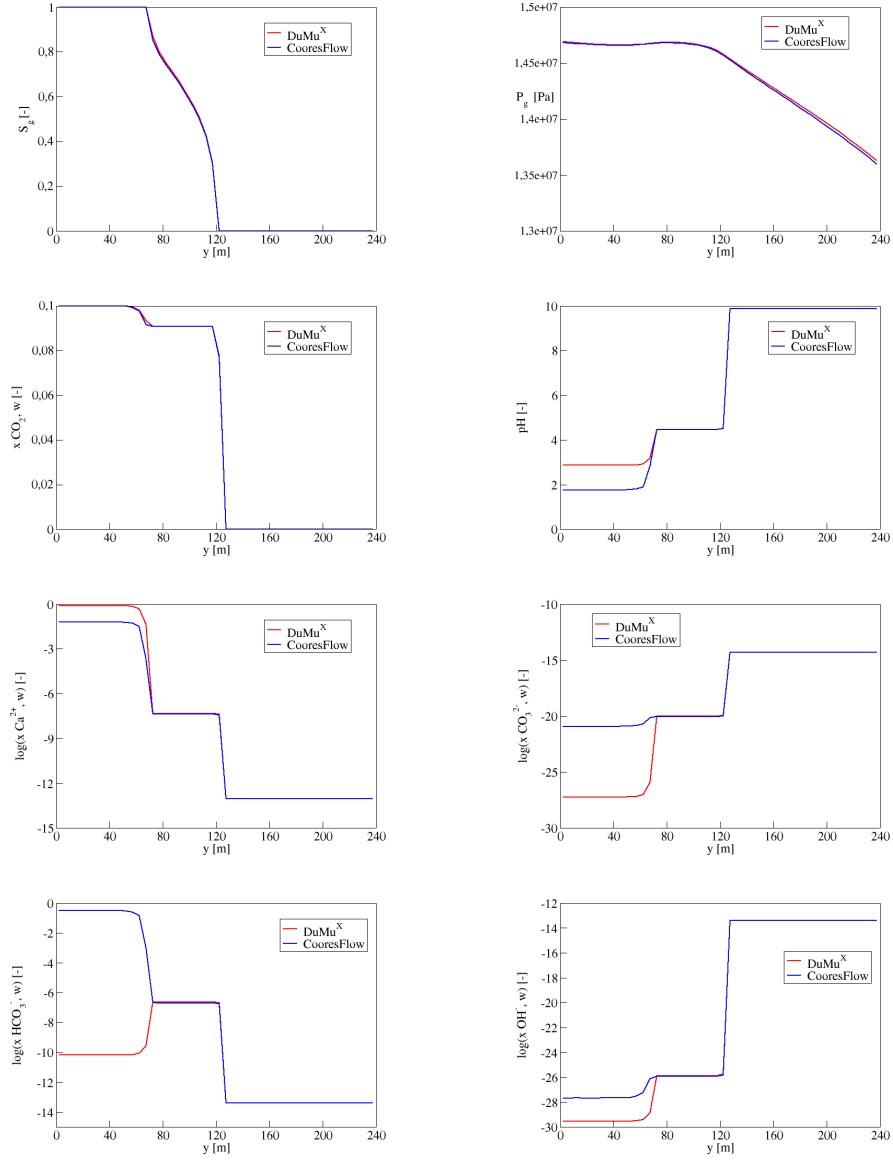 1
0,8
0,6
0,4
0,2
0
S_g [-]
0 40 80 120 160 200 240
y [m]
DuMu^X
CooresFlow
1,5e+07
1,45e+07
1,4e+07
1,35e+07
1,3e+07
P_g [Pa]
0 40 80 120 160 200 240
y [m]
DuMu^X
CooresFlow
0,1
0,08
0,06
0,04
0,02
0
x CO_2, w [-]
0 40 80 120 160 200 240
y [m]
DuMu^X
CooresFlow
10
8
6
4
2
0
pH [-]
0 40 80 120 160 200 240
y [m]
DuMu^X
CooresFlow
0
-3
-6
-9
-12
-15
log(x Ca^2+, w) [-]
0 40 80 120 160 200 240
y [m]
DuMu^X
CooresFlow
-10
-15
-20
-25
-30
log(x CO_3^2-, w) [-]
0 40 80 120 160 200 240
y [m]
DuMu^X
CooresFlow
0
-2
-4
-6
-8
-10
-12
-14
log(x HCO_3^-, w) [-]
0 40 80 120 160 200 240
y [m]
DuMu^X
CooresFlow
-12
-14
-16
-18
-20
-22
-24
-26
-28
-30
log(x OH^-, w) [-]
0 40 80 120 160 200 240
y [m]
DuMu^X
CooresFlow